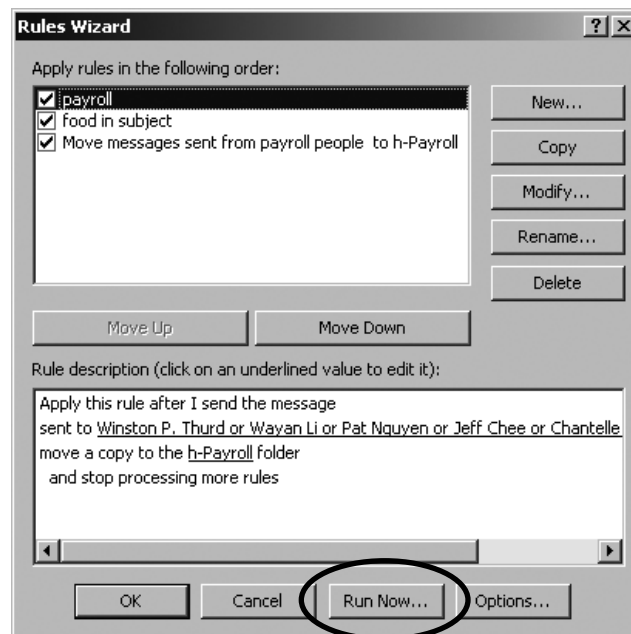 Rules Wizard
Apply rules in the following order:
payroll
food in subject
Move messages sent from payroll people to h-Payroll
New...
Copy
Modify...
Rename...
Delete
Move Up
Move Down
Rule description (click on an underlined value to edit it):
Apply this rule after I send the message
sent to Winston P. Thurd or Wayan Li or Pat Nguyen or Jeff Chee or Chantelle
move a copy to the h-Payroll folder
and stop processing more rules
OK
Cancel
Run Now...
Options...